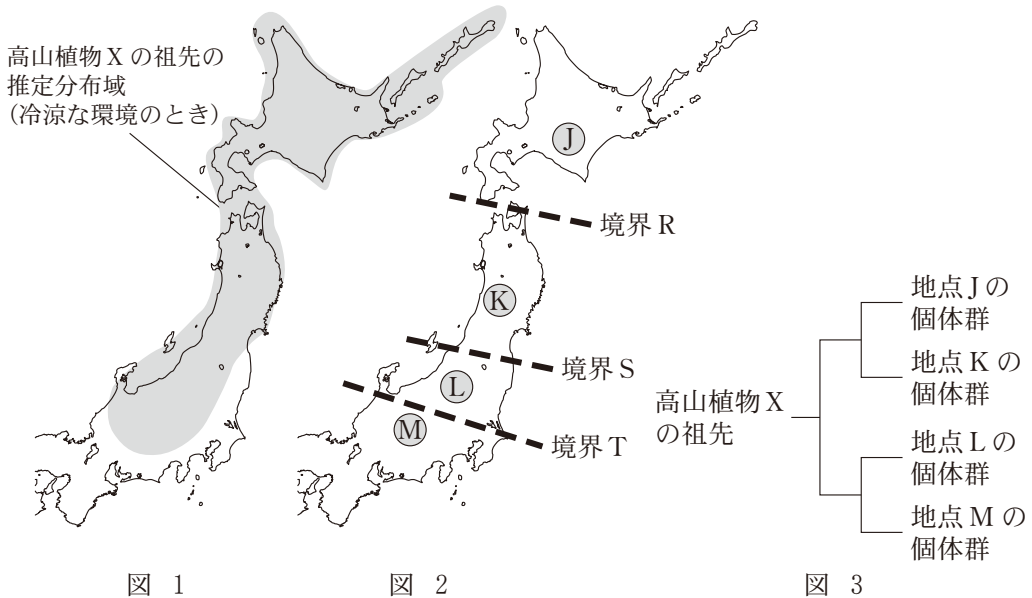 高山植物Xの祖先の
推定分布域
(冷涼な環境のとき)
図 1
J
境界R
K
境界S
L
境界T
M
図 2
高山植物X
の祖先
地点Jの
個体群
地点Kの
個体群
地点Lの
個体群
地点Mの
個体群
図 3